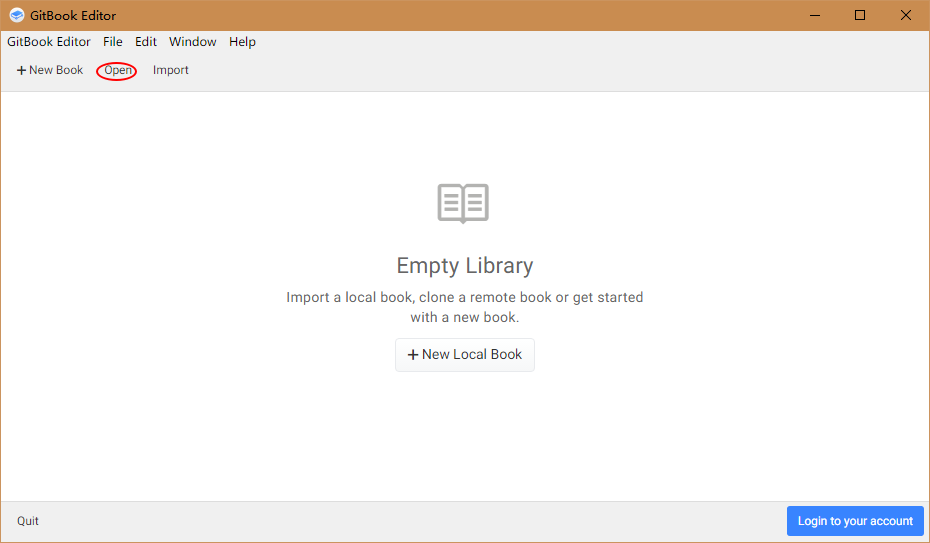 GitBook Editor
GitBook Editor File Edit Window Help
+ New Book Open Import
Empty Library
Import a local book, clone a remote book or get started
with a new book.
+ New Local Book
Quit Login to your account